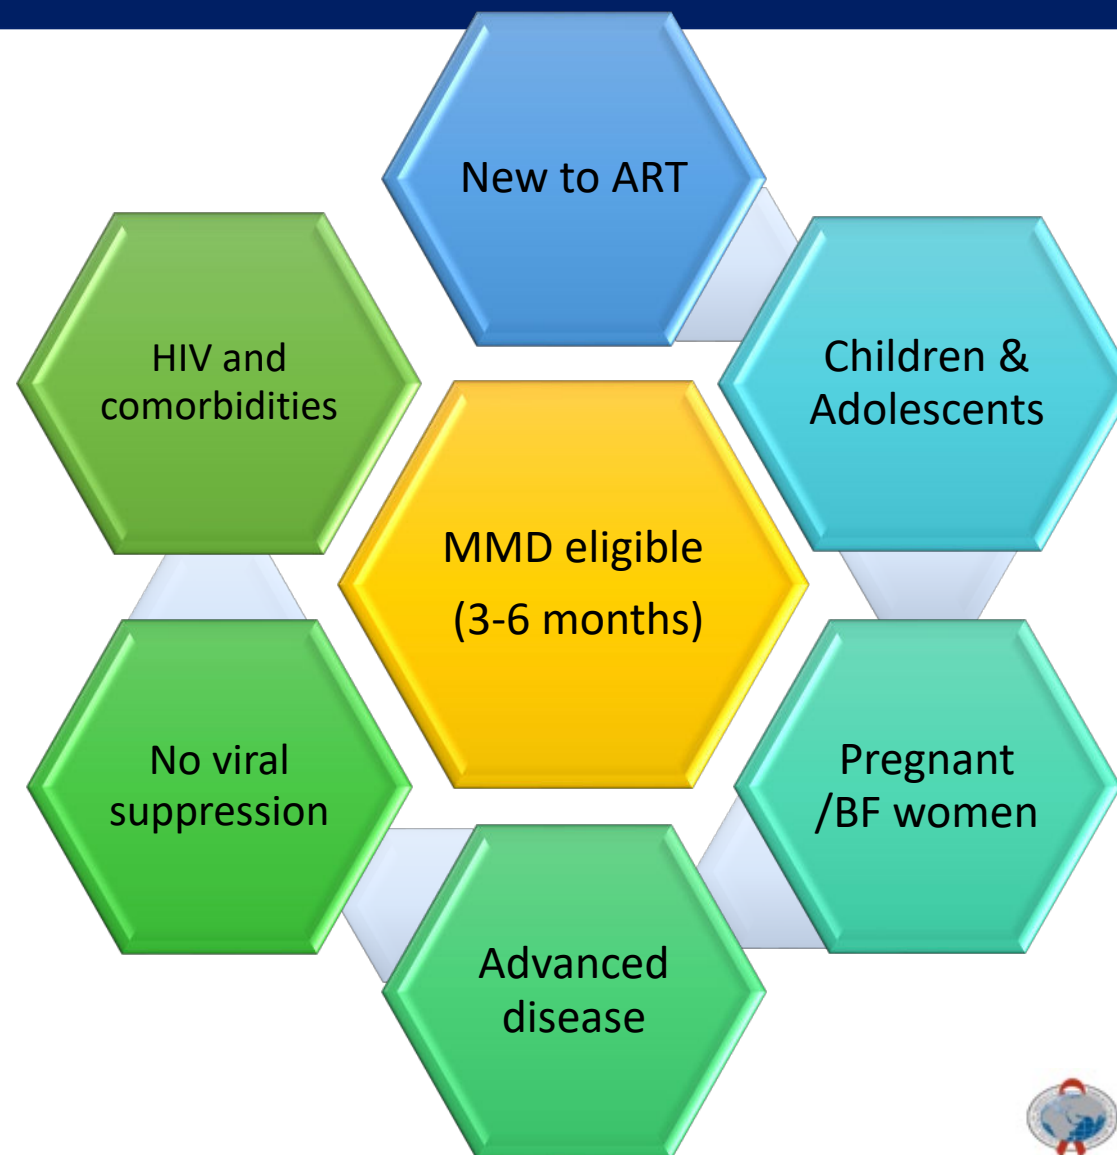 New to ART
Children &
Adolescents
HIV and
comorbidities
MMD eligible
(3-6 months)
No viral
suppression
Pregnant
/BF women
Advanced
disease